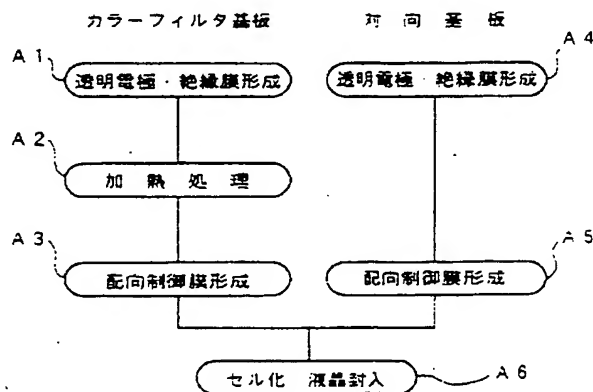 カラーフィルタ基板 対向基板
A1 透明電極・絶縁膜形成 透明電極・絶縁膜形成 A4
A2 加熱処理
A3 配向制御膜形成 配向制御膜形成 A5
セル化 液晶封入 A6